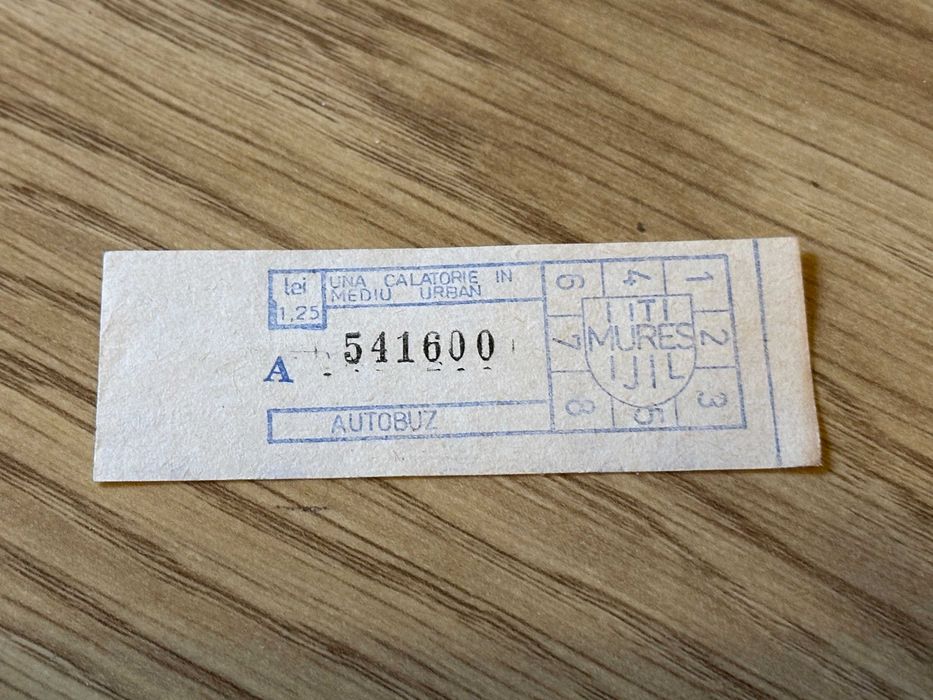 lei
1,25
UNA CALATORIE IN
MEDIU URBAN
A 541600
AUTOBUZ
6 4 1
ITI
7 MURES 2
IJIL
8 5 3